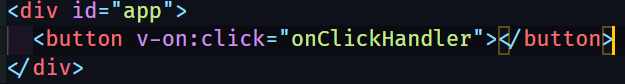 <div id="app">
  <button v-on:click="onClickHandler"></button>
</div>